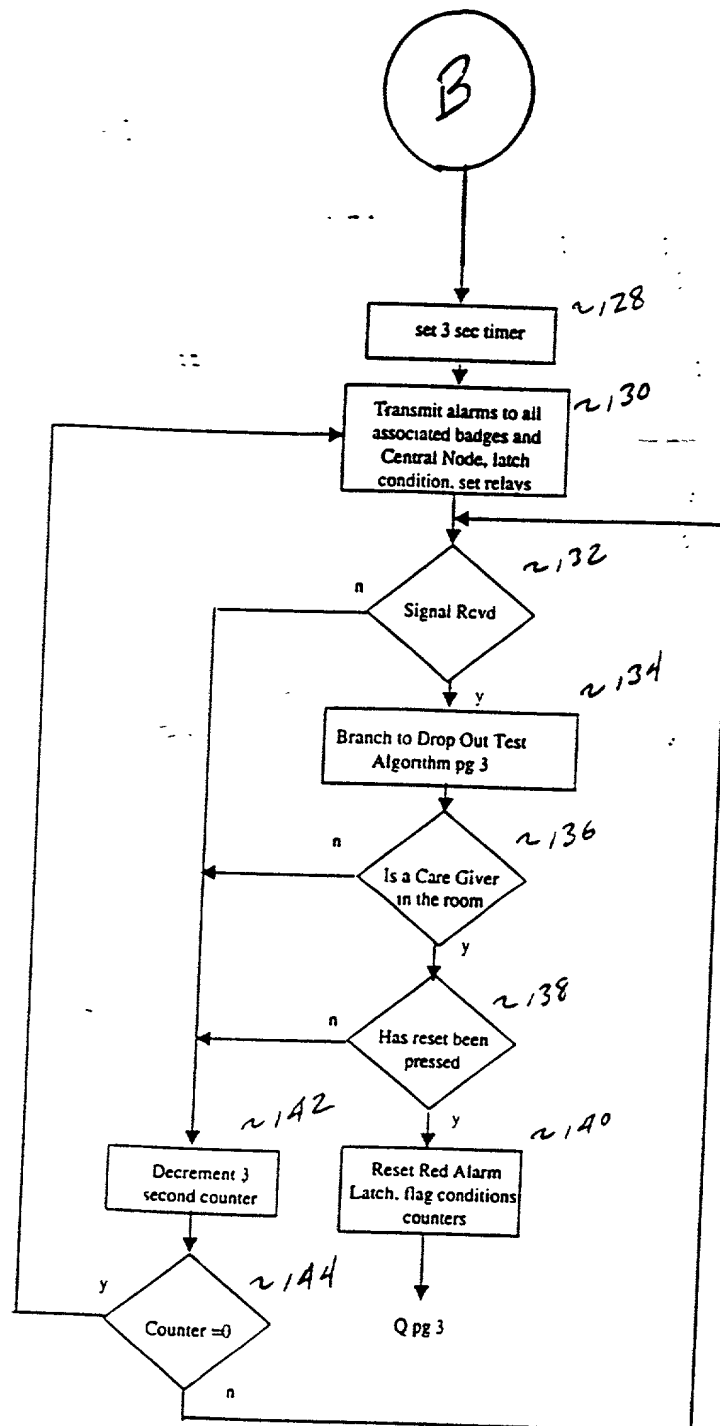 B
set 3 sec timer
~128
Transmit alarms to all
associated badges and
Central Node, latch
condition, set relays
~130
Signal Rcvd
~132
n
y
Branch to Drop Out Test
Algorithm pg 3
~134
Is a Care Giver
in the room
~136
n
y
Has reset been
pressed
~138
n
y
Decrement 3
second counter
~142
Reset Red Alarm
Latch, flag conditions
counters
~140
Counter =0
~144
y
n
Q pg 3